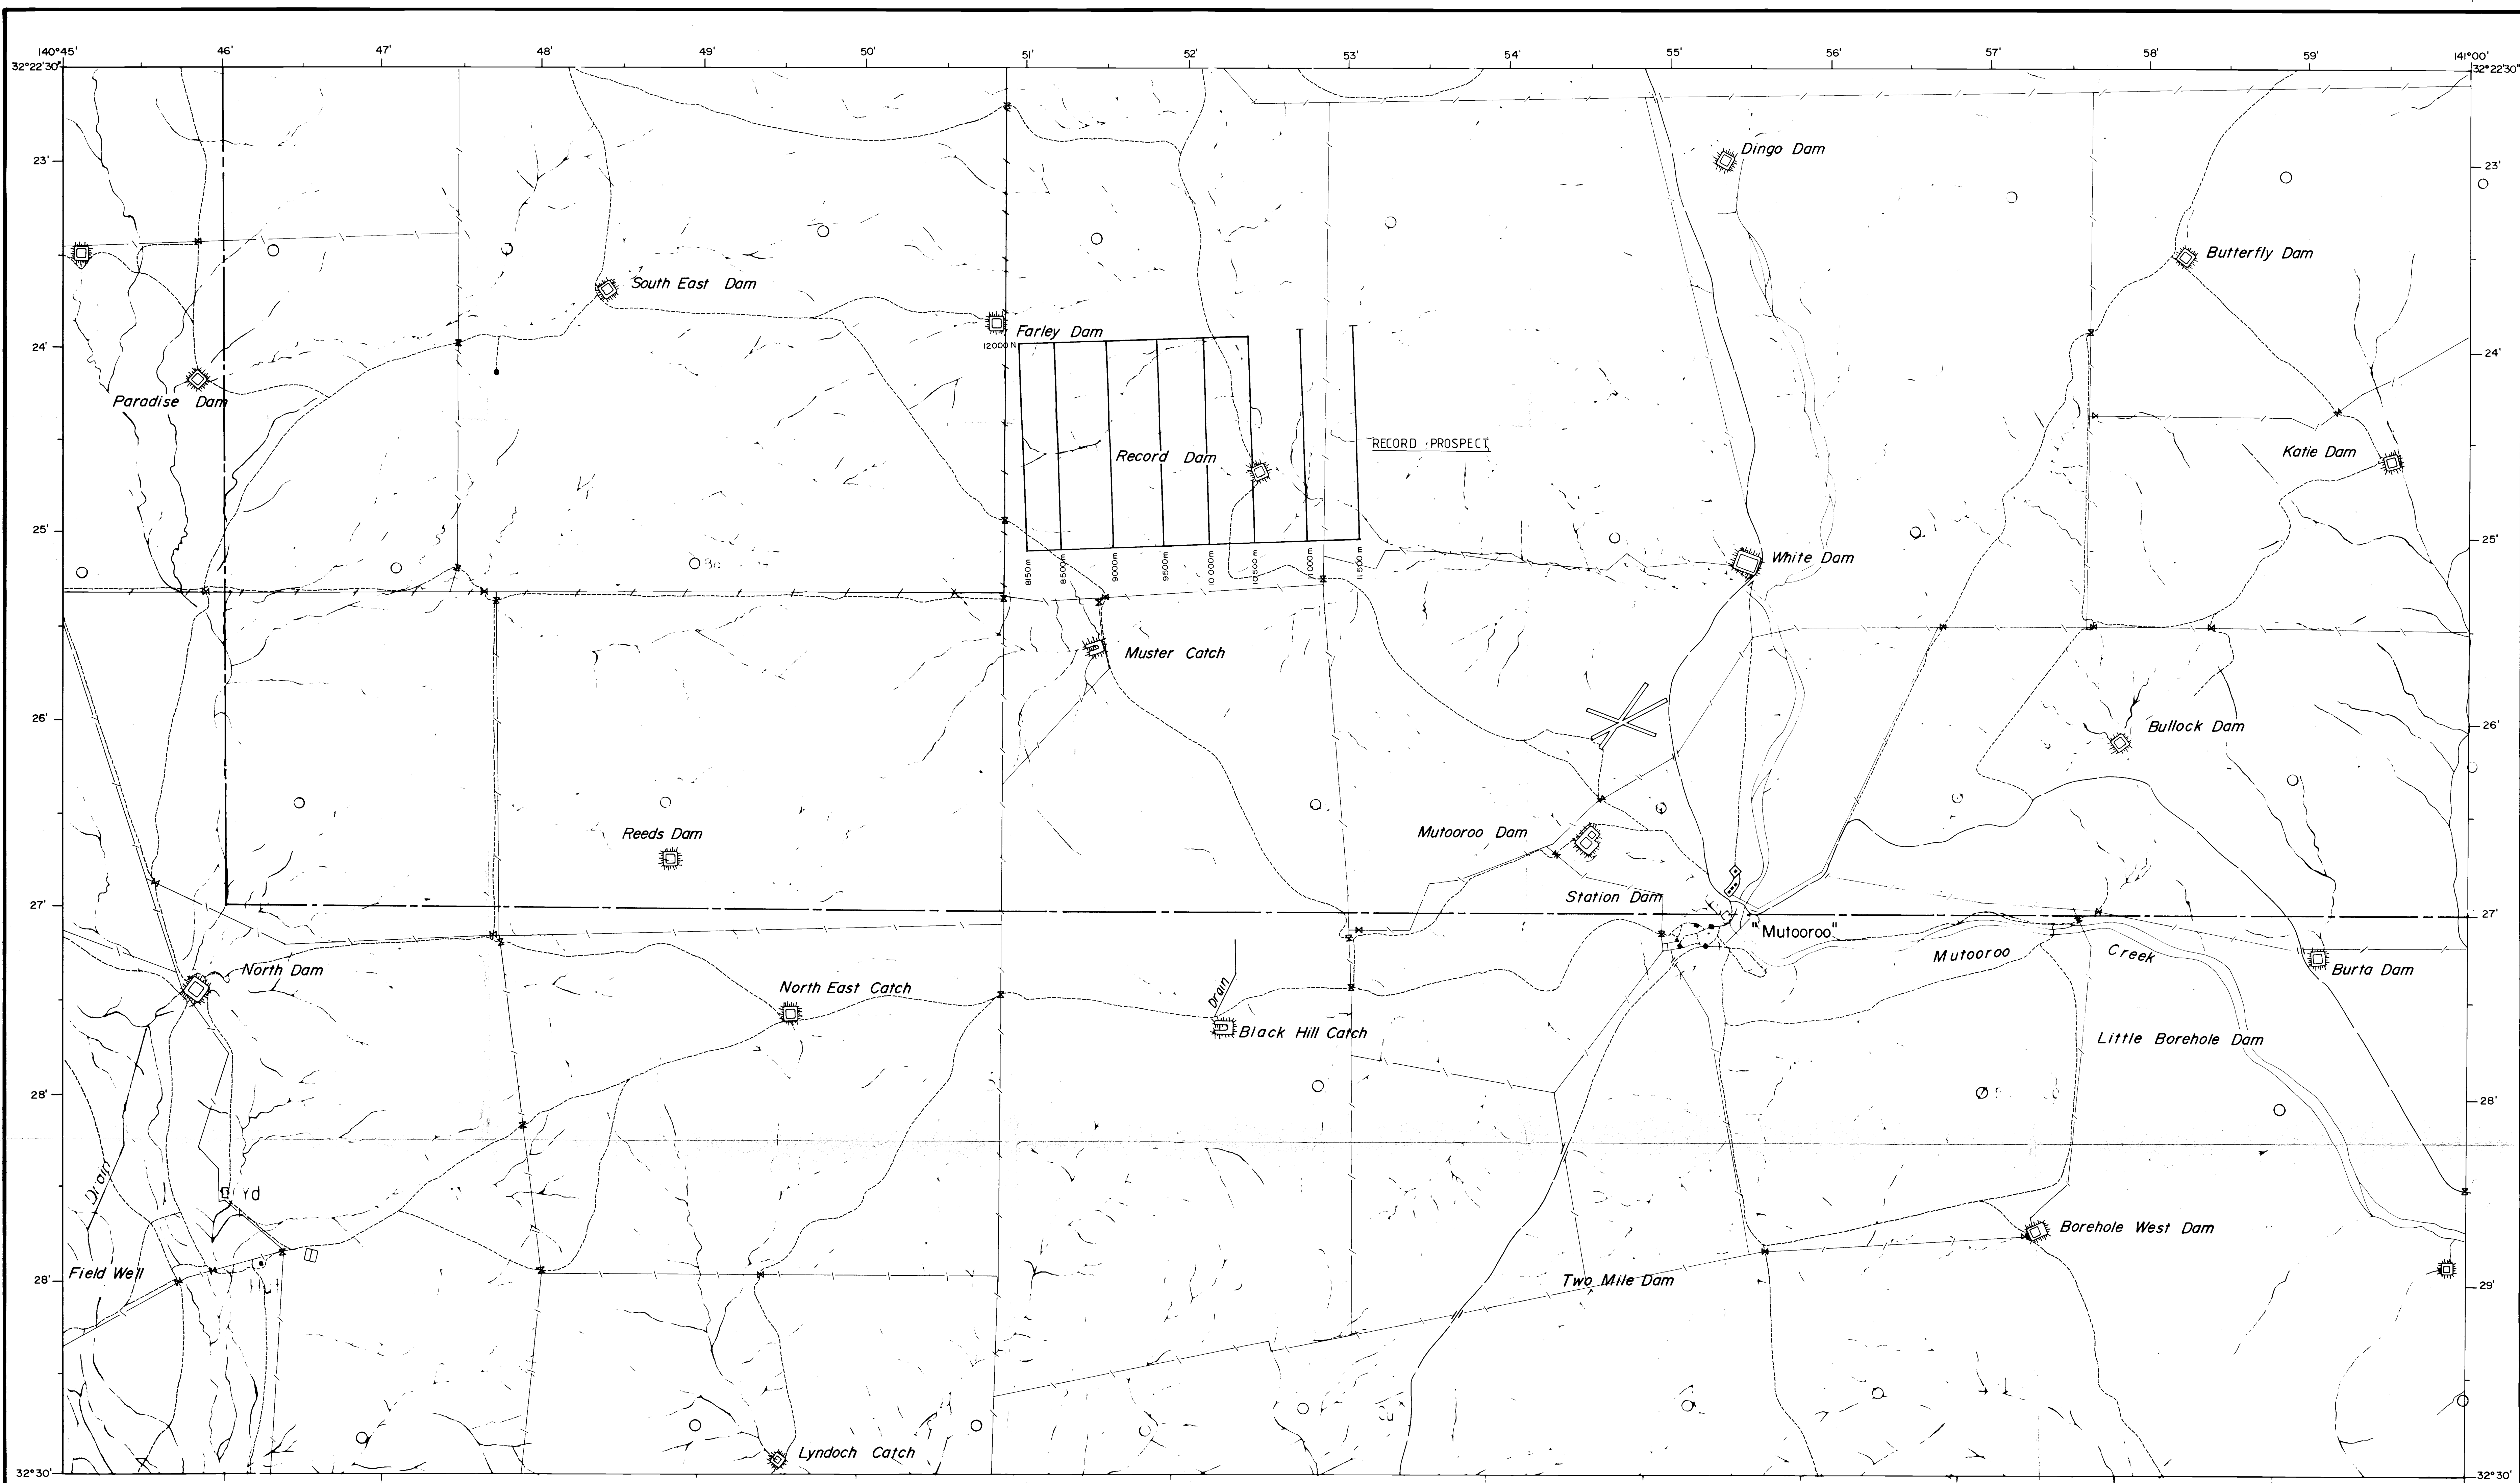 140°45' 46' 47' 48' 49' 50' 51' 52' 53' 54' 55' 56' 57' 58' 59' 141°00'
32°22'30" 32°22'30"
Dingo Dam
23' 23'
Butterfly Dam
South East Dam
Farley Dam
12000 N
24' 24'
Paradise Dam
RECORD PROSPECT
Record Dam
Katie Dam
25' 25'
White Dam
8150m 8500m 9000m 9500m 10 000m 10 500m 11 500 m
Muster Catch
26' 26'
Bullock Dam
Reeds Dam
Mutooroo Dam
Station Dam
27' 27'
"Mutooroo"
Mutooroo Creek
North Dam
Burta Dam
North East Catch
Drain
Black Hill Catch
Little Borehole Dam
28' 28'
Drain
Yd
Borehole West Dam
Field Well
28' 29'
Two Mile Dam
Hut
Lyndoch Catch
32°30' 32°30'